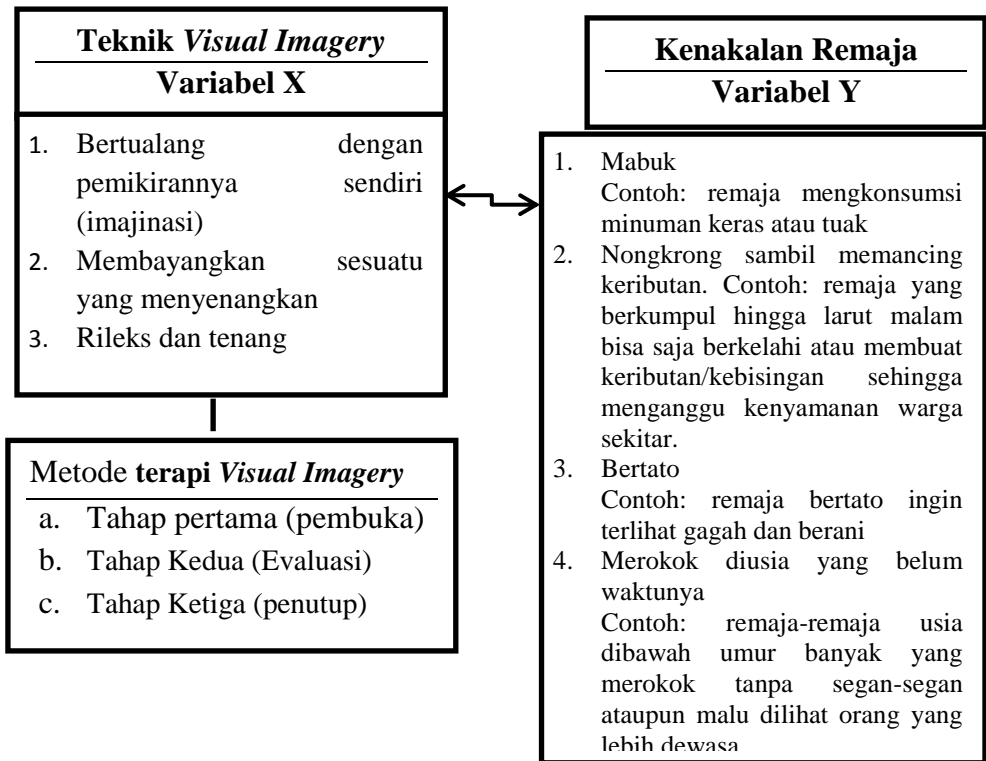 Teknik Visual Imagery
Variabel X
1. Bertualang dengan
pemikirannya sendiri
(imajinasi)
2. Membayangkan sesuatu
yang menyenangkan
3. Rileks dan tenang
Metode terapi Visual Imagery
a. Tahap pertama (pembuka)
b. Tahap Kedua (Evaluasi)
c. Tahap Ketiga (penutup)
Kenakalan Remaja
Variabel Y
1. Mabuk
Contoh: remaja mengkonsumsi
minuman keras atau tuak
2. Nongkrong sambil memancing
keributan. Contoh: remaja yang
berkumpul hingga larut malam
bisa saja berkelahi atau membuat
keributan/kebisingan sehingga
menganggu kenyamanan warga
sekitar.
3. Bertato
Contoh: remaja bertato ingin
terlihat gagah dan berani
4. Merokok diusia yang belum
waktunya
Contoh: remaja-remaja usia
dibawah umur banyak yang
merokok tanpa segan-segan
ataupun malu dilihat orang yang
lebih dewasa